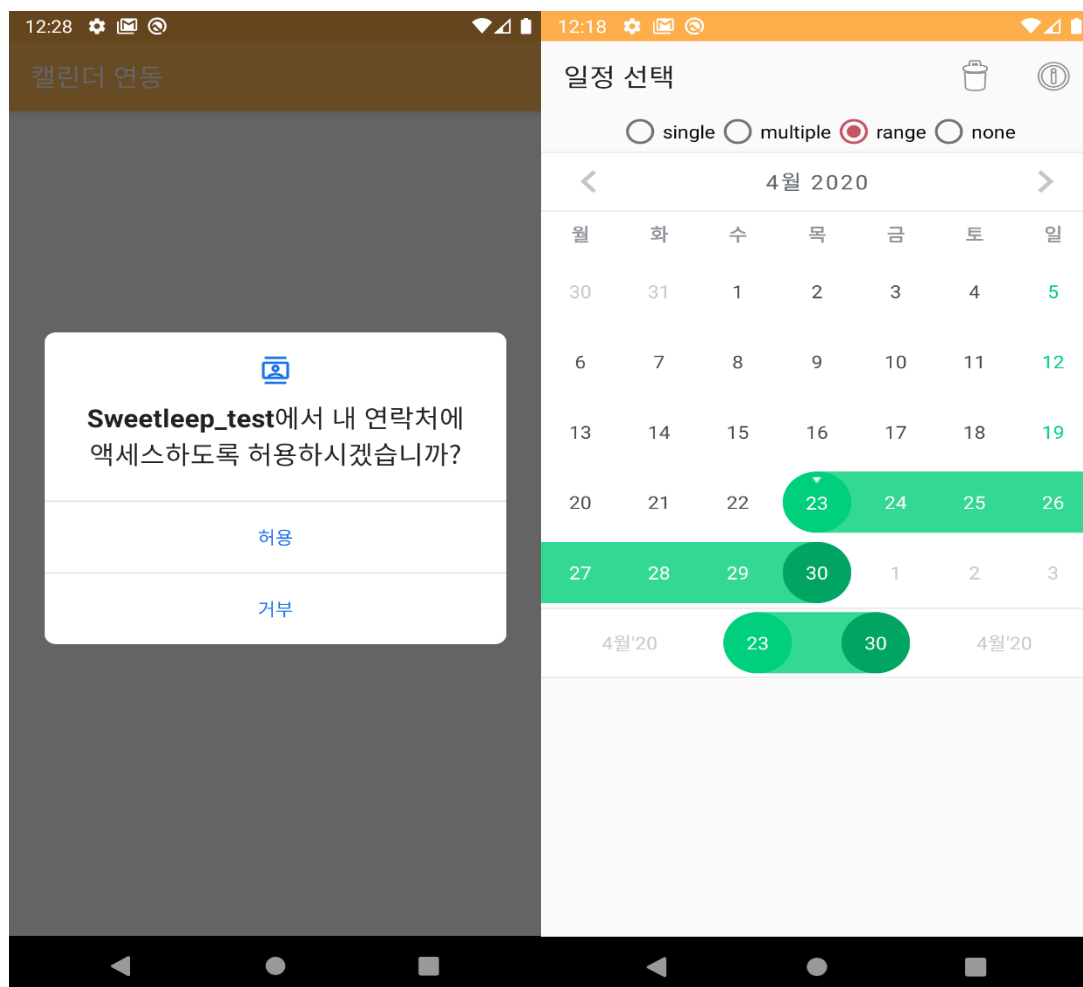 12:28
캘린더 연동
Sweetleep_test에서 내 연락처에
액세스하도록 허용하시겠습니까?
허용
거부
12:18
일정 선택
single multiple range none
4월 2020
월 화 수 목 금 토 일
30 31 1 2 3 4 5
6 7 8 9 10 11 12
13 14 15 16 17 18 19
20 21 22 23 24 25 26
27 28 29 30 1 2 3
4월'20 23 30 4월'20